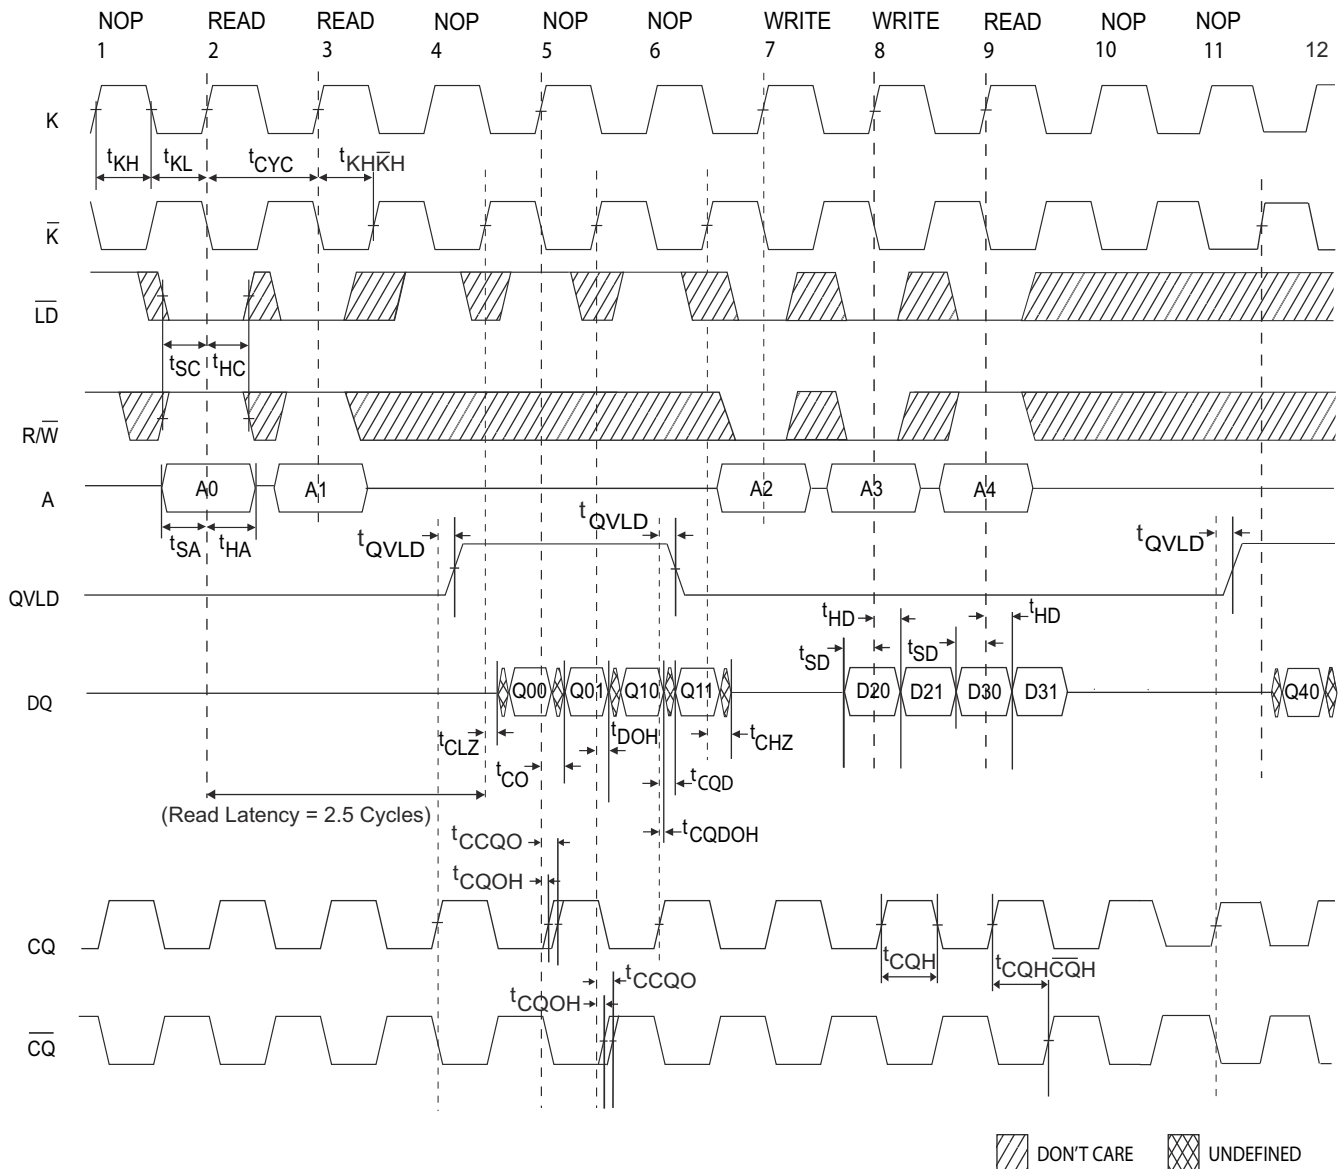 NOP READ READ NOP NOP NOP WRITE WRITE READ NOP NOP
1 2 3 4 5 6 7 8 9 10 11 12
K
tKH tKL tCYC tKHK̅H
K̅
L̅D̅
tSC tHC
R/W̅
A A0 A1 A2 A3 A4
tSA tHA tQVLD tQVLD tQVLD
QVLD
tHD tHD
tSD tSD
DQ Q00 Q01 Q10 Q11 D20 D21 D30 D31 Q40
tCLZ tDOH tCHZ
tCO tCQD
(Read Latency = 2.5 Cycles)
tCQDOH
tCCQO
tCQOH
CQ
tCQH tCQHC̅Q̅H
tCCQO
tCQOH
C̅Q̅
DON'T CARE UNDEFINED